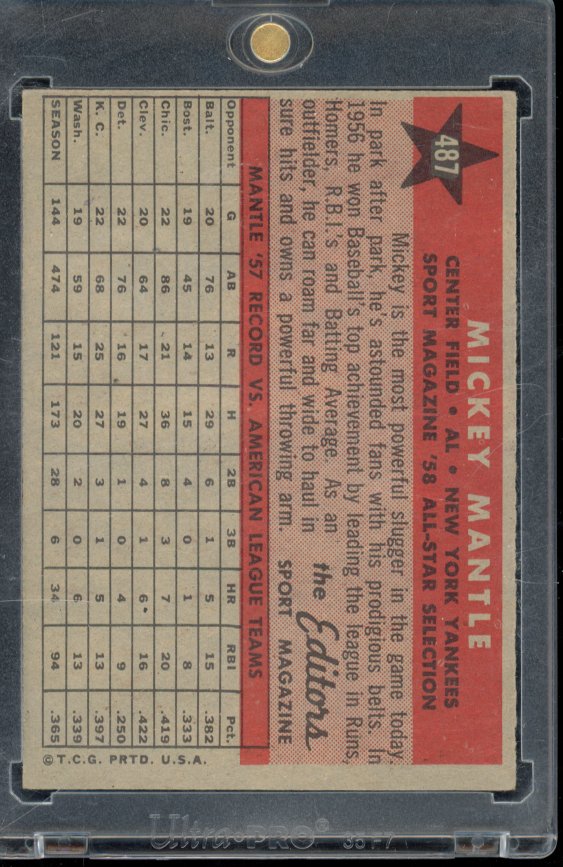 487
MICKEY MANTLE
CENTER FIELD • AL • NEW YORK YANKEES
SPORT MAGAZINE '58 ALL-STAR SELECTION
Mickey is the most powerful slugger in the game today.
In park after park, he's astounded fans with his prodigious belts. In
1956 he won Baseball's top achievement by leading the league in Runs,
Homers, R.B.I.'s and Batting Average. As an
outfielder, he can roam far and wide to haul in
sure hits and owns a powerful throwing arm.
the Editors
SPORT MAGAZINE
MANTLE '57 RECORD VS. AMERICAN LEAGUE TEAMS
Opponent G AB R H 2B 3B HR RBI Pct.
Balt. 20 76 13 29 6 1 5 15 .382
Bost. 19 45 14 15 4 0 1 8 .333
Chic. 22 86 21 36 8 3 7 20 .419
Clev. 20 64 17 27 4 1 6 16 .422
Det. 22 76 16 19 1 0 4 9 .250
K. C. 22 68 25 27 3 1 5 13 .397
Wash. 19 59 15 20 2 0 6 13 .339
SEASON 144 474 121 173 28 6 34 94 .365
© T.C.G. PRTD. U.S.A.
Ultra•PRO®